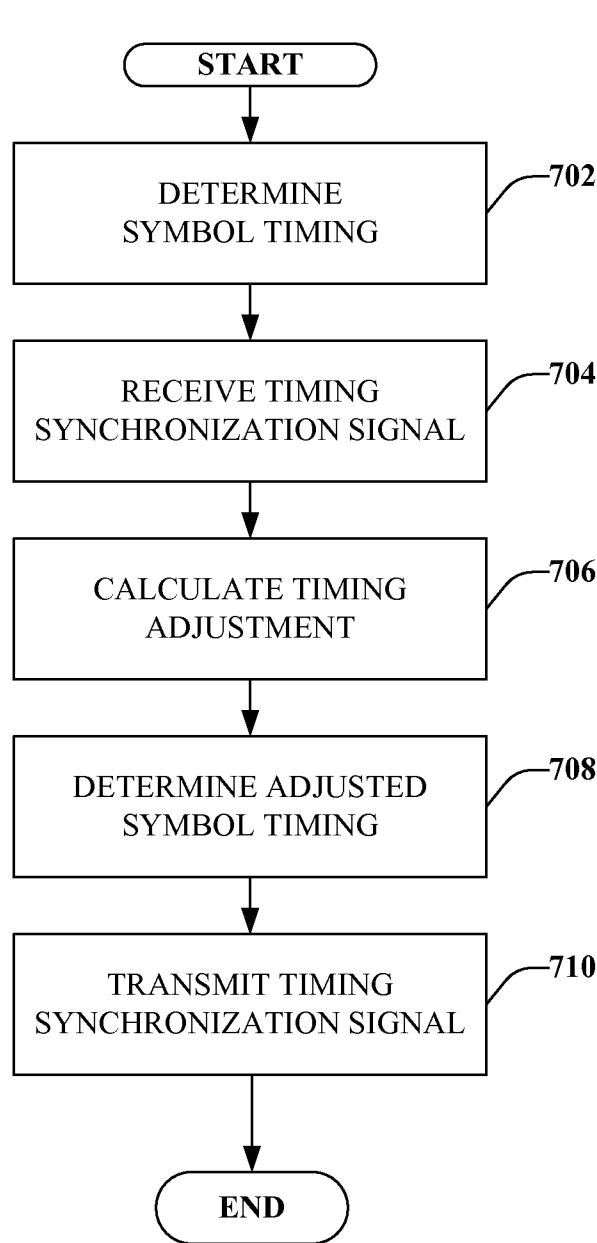 START
DETERMINE
SYMBOL TIMING
702
RECEIVE TIMING
SYNCHRONIZATION SIGNAL
704
CALCULATE TIMING
ADJUSTMENT
706
DETERMINE ADJUSTED
SYMBOL TIMING
708
TRANSMIT TIMING
SYNCHRONIZATION SIGNAL
710
END